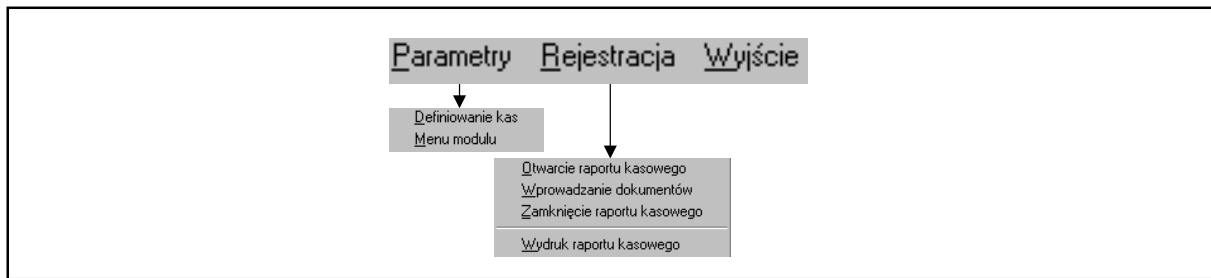 Parametry Rejestracja Wyjście
Definiowanie kas
Menu modulu
Otwarcie raportu kasowego
Wprowadzanie dokumentów
Zamknięcie raportu kasowego
Wydruk raportu kasowego